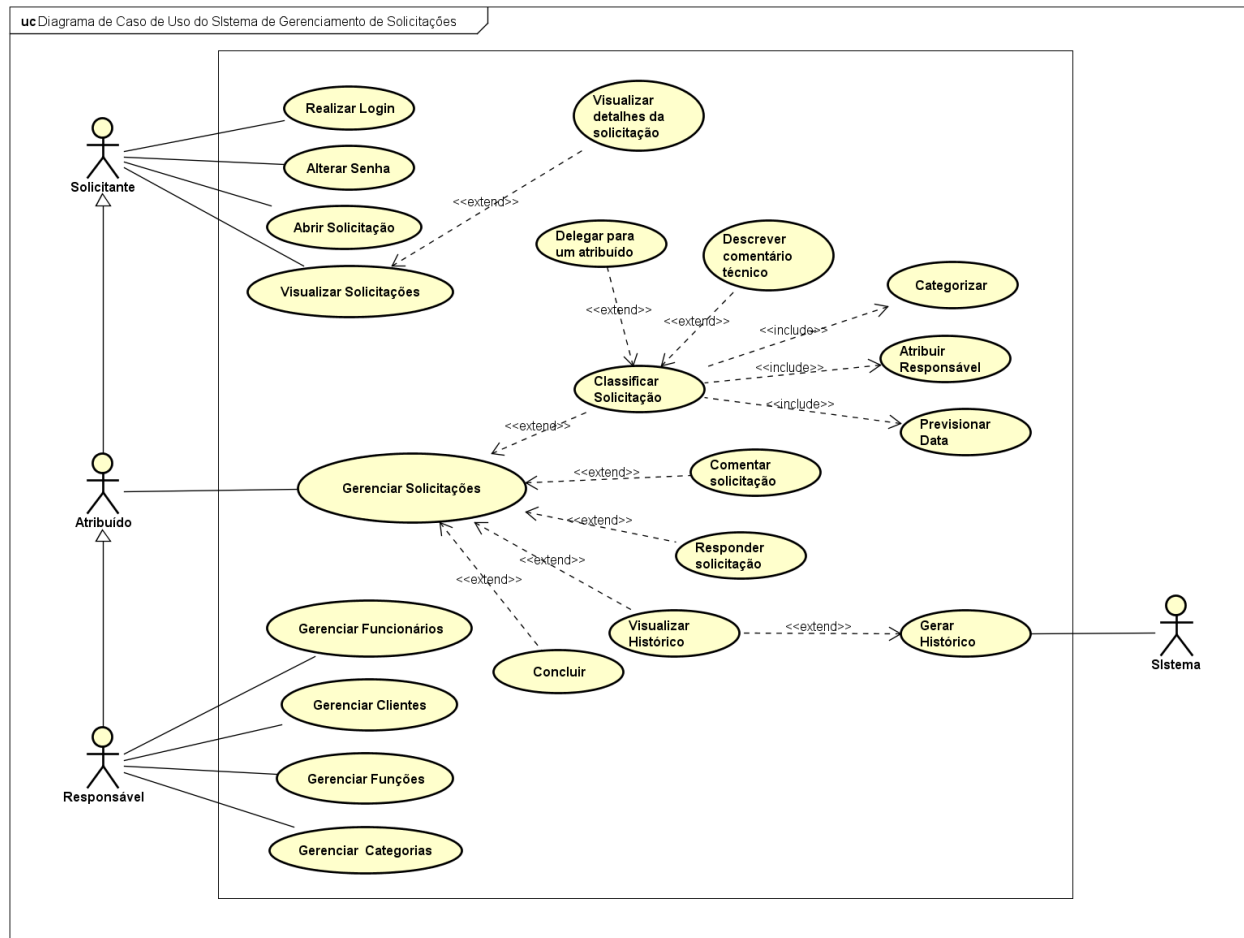 uc Diagrama de Caso de Uso do SIstema de Gerenciamento de Solicitações
Realizar Login
Visualizar
detalhes da
solicitação
Solicitante
Alterar Senha
<<extend>>
Abrir Solicitação
Delegar para
um atribuído
Descrever
comentário
técnico
Visualizar Solicitações
Categorizar
<<extend>>
<<extend>>
<<include>>
Atribuir
Responsável
<<include>>
Classificar
Solicitação
<<include>>
Previsionar
Data
<<extend>>
Comentar
solicitação
<<extend>>
Gerenciar Solicitações
Atribuído
<<extend>>
Responder
solicitação
<<extend>>
<<extend>>
Gerenciar Funcionários
Visualizar
Histórico
<<extend>>
Gerar
Histórico
SIstema
Concluir
Gerenciar Clientes
Responsável
Gerenciar Funções
Gerenciar  Categorias